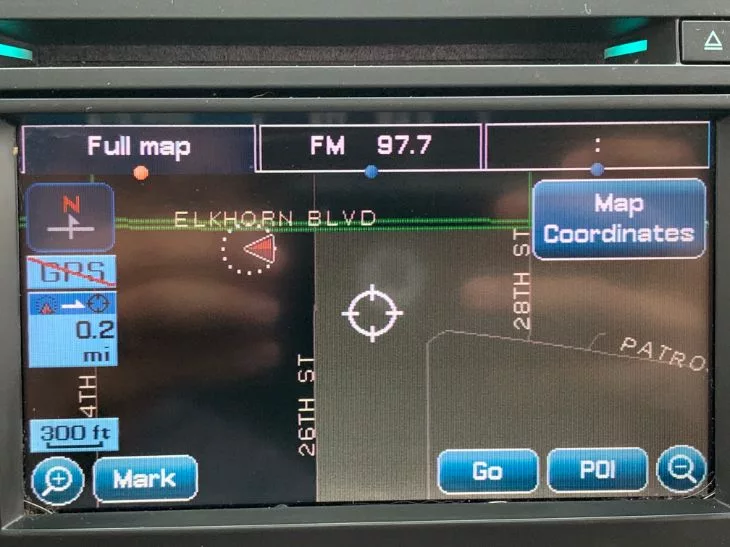 Full map
FM 97.7
:
N
ELKHORN BLVD
Map
Coordinates
GPS
0.2
mi
28TH ST
PATRO
4TH
26TH ST
300 ft
Mark
Go
POI